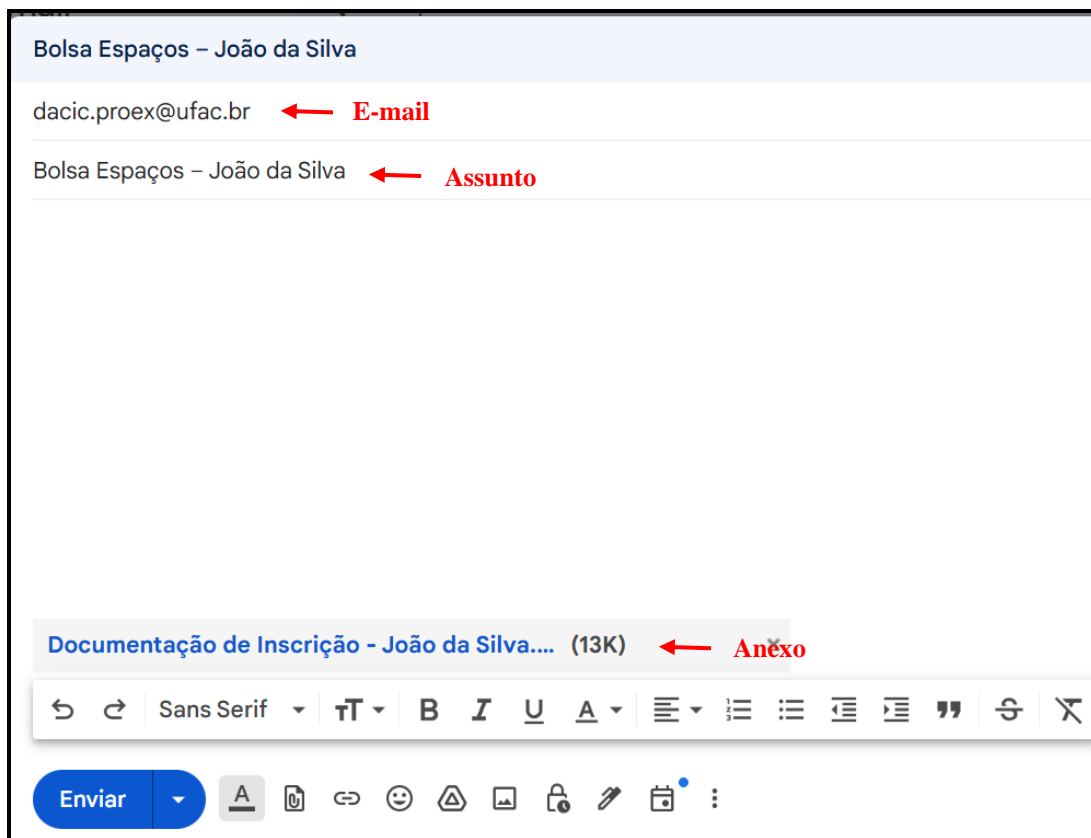 Bolsa Espaços – João da Silva
dacic.proex@ufac.br E-mail
Bolsa Espaços – João da Silva Assunto
Documentação de Inscrição - João da Silva.... (13K) Anexo
Sans Serif B I U A
Enviar A